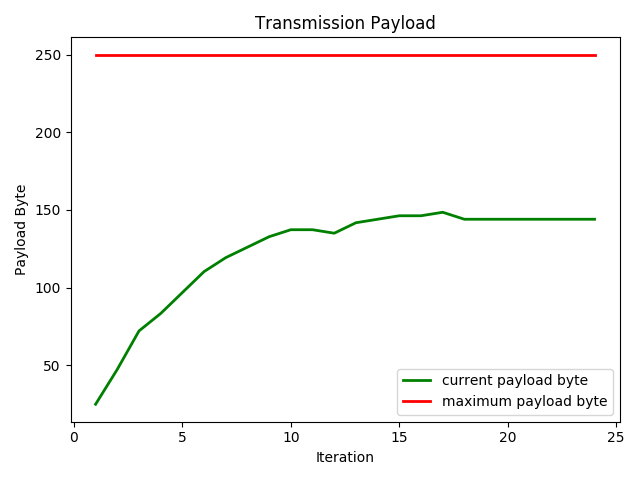 Transmission Payload
250
200
150
100
50
Payload Byte
0
5
10
15
20
25
Iteration
current payload byte
maximum payload byte